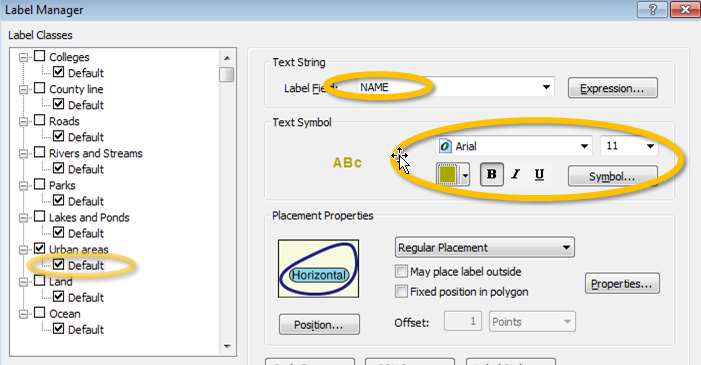 Label Manager
Label Classes
Colleges
Default
County line
Default
Roads
Default
Rivers and Streams
Default
Parks
Default
Lakes and Ponds
Default
Urban areas
Default
Land
Default
Ocean
Default
Text String
Label Field: NAME Expression...
Text Symbol
ABc
Arial 11
B I U Symbol...
Placement Properties
Horizontal
Position...
Regular Placement
May place label outside
Fixed position in polygon
Properties...
Offset: 1 Points